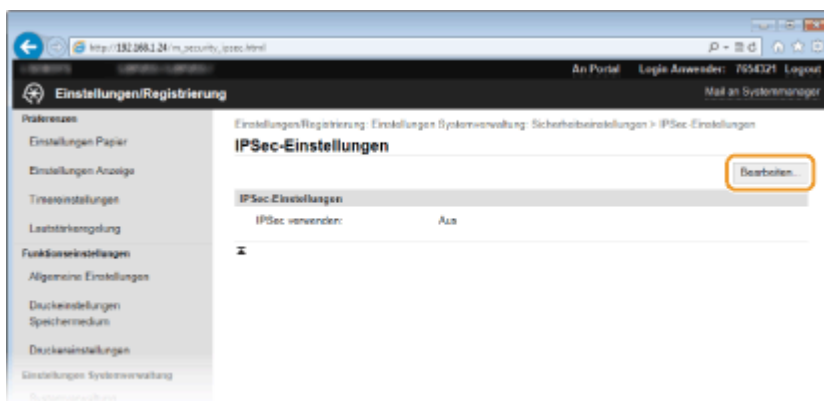 http://192.168.1.24/m_security_ipsec.html
An Portal Login Anwender: 7654321 Logout
Einstellungen/Registrierung
Mail an Systemmanager
Präferenzen
Einstellungen Papier
Einstellungen Anzeige
Timereinstellungen
Lautstärkeregelung
Funktionseinstellungen
Allgemeine Einstellungen
Druckeinstellungen
Speichermedium
Druckereinstellungen
Einstellungen Systemverwaltung
Einstellungen/Registrierung: Einstellungen Systemverwaltung: Sicherheitseinstellungen > IPSec-Einstellungen
IPSec-Einstellungen
Bearbeiten...
IPSec-Einstellungen
IPSec verwenden: Aus